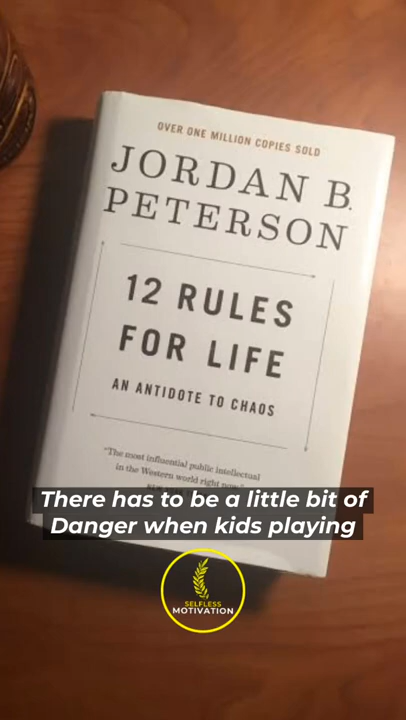 OVER ONE MILLION COPIES SOLD
JORDAN B.
PETERSON
12 RULES
FOR LIFE
AN ANTIDOTE TO CHAOS
"The most influential public intellectual
in the Western world right now."
There has to be a little bit of
Danger when kids playing
SELFLESS
MOTIVATION